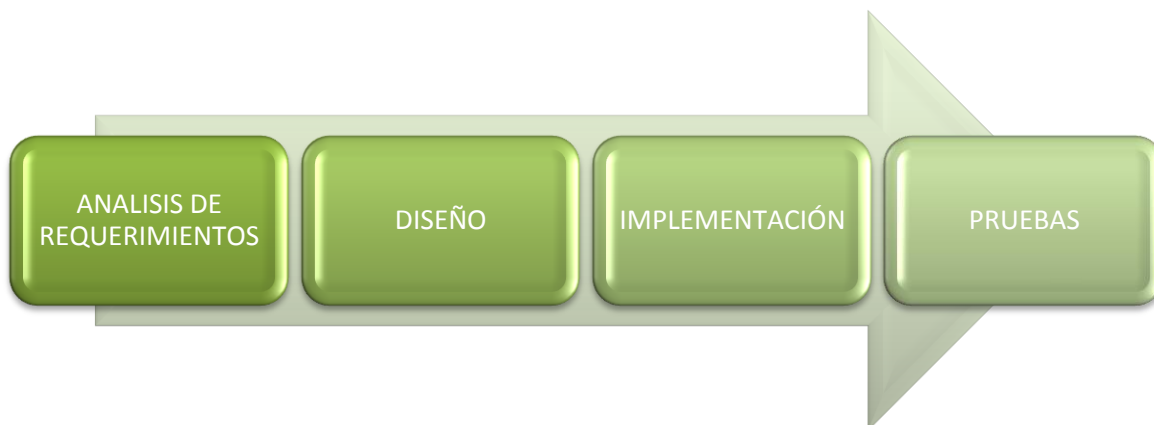 ANALISIS DE
REQUERIMIENTOS
DISEÑO
IMPLEMENTACIÓN
PRUEBAS